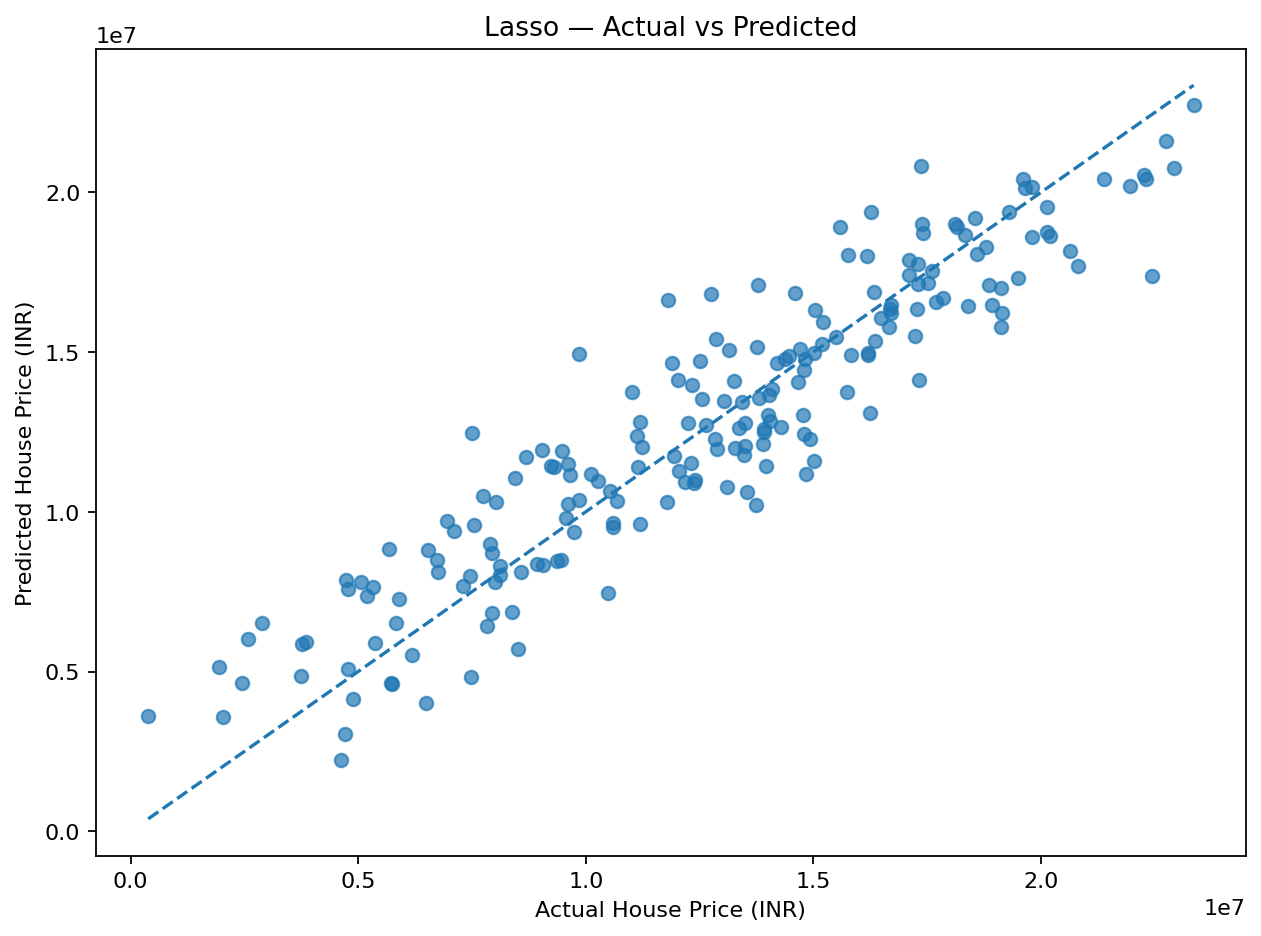 Lasso — Actual vs Predicted
1e7
2.0
1.5
1.0
0.5
0.0
Predicted House Price (INR)
0.0 0.5 1.0 1.5 2.0
Actual House Price (INR)
1e7